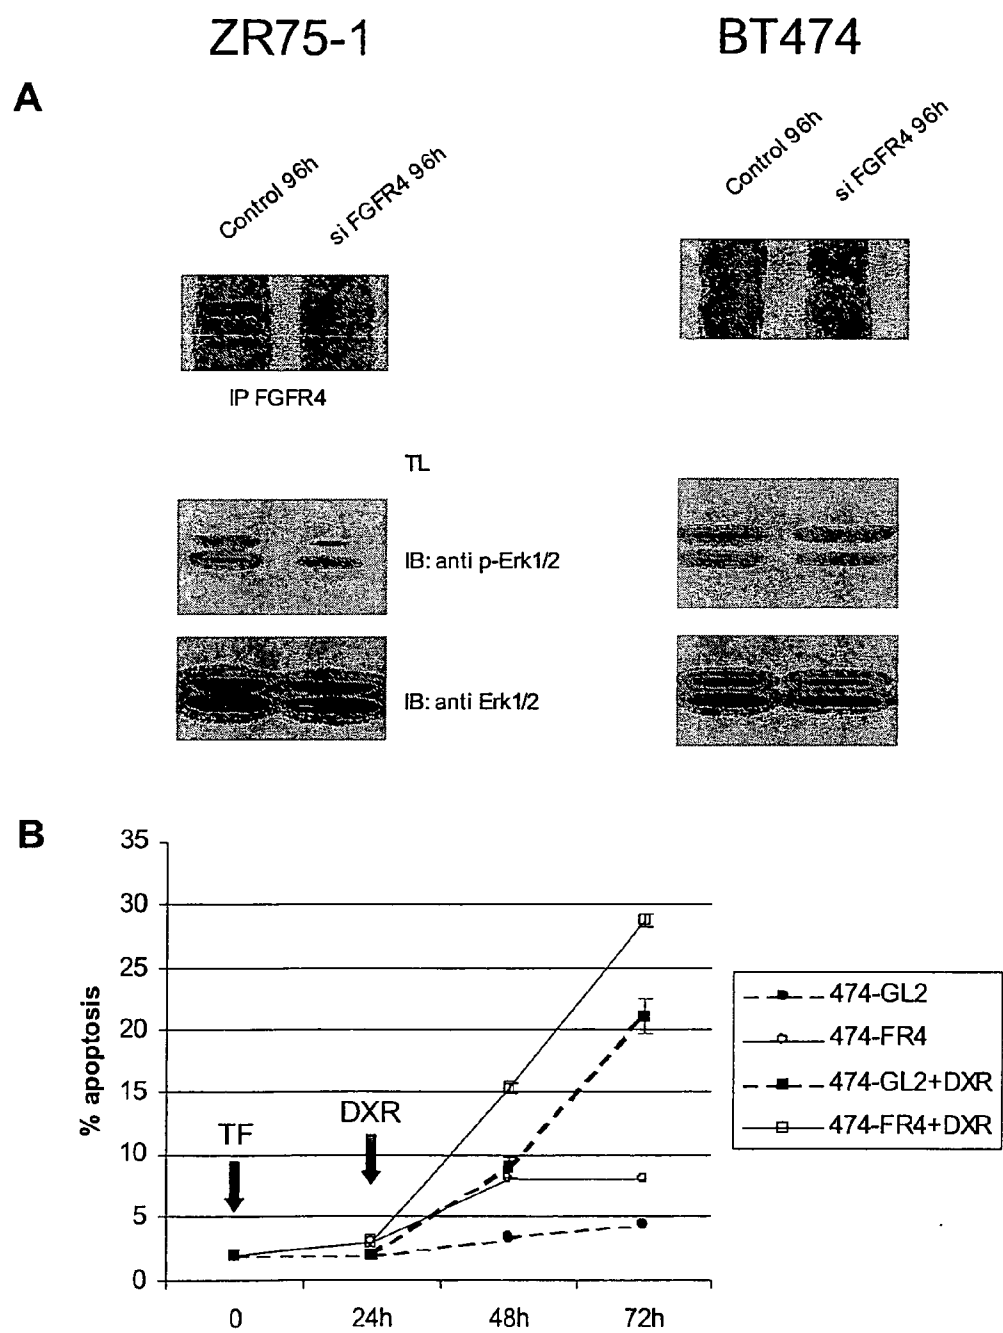 ZR75-1
BT474
A
Control 96h
si FGFR4 96h
Control 96h
si FGFR4 96h
IP FGFR4
TL
IB: anti p-Erk1/2
IB: anti Erk1/2
B
% apoptosis
35
30
25
20
15
10
5
0
TF
DXR
0
24h
48h
72h
474-GL2
474-FR4
474-GL2+DXR
474-FR4+DXR